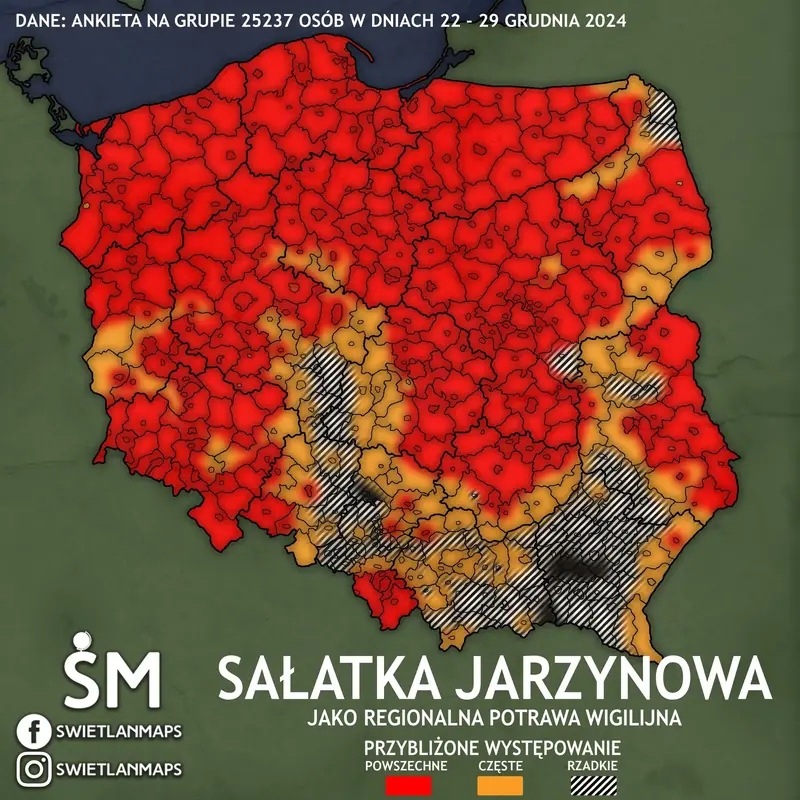 DANE: ANKIETA NA GRUPIE 25237 OSÓB W DNIACH 22 - 29 GRUDNIA 2024
ŚM
SWIETLANMAPS
SWIETLANMAPS
SAŁATKA JARZYNOWA
JAKO REGIONALNA POTRAWA WIGILIJNA
PRZYBLIŻONE WYSTĘPOWANIE
POWSZECHNE CZĘSTE RZADKIE